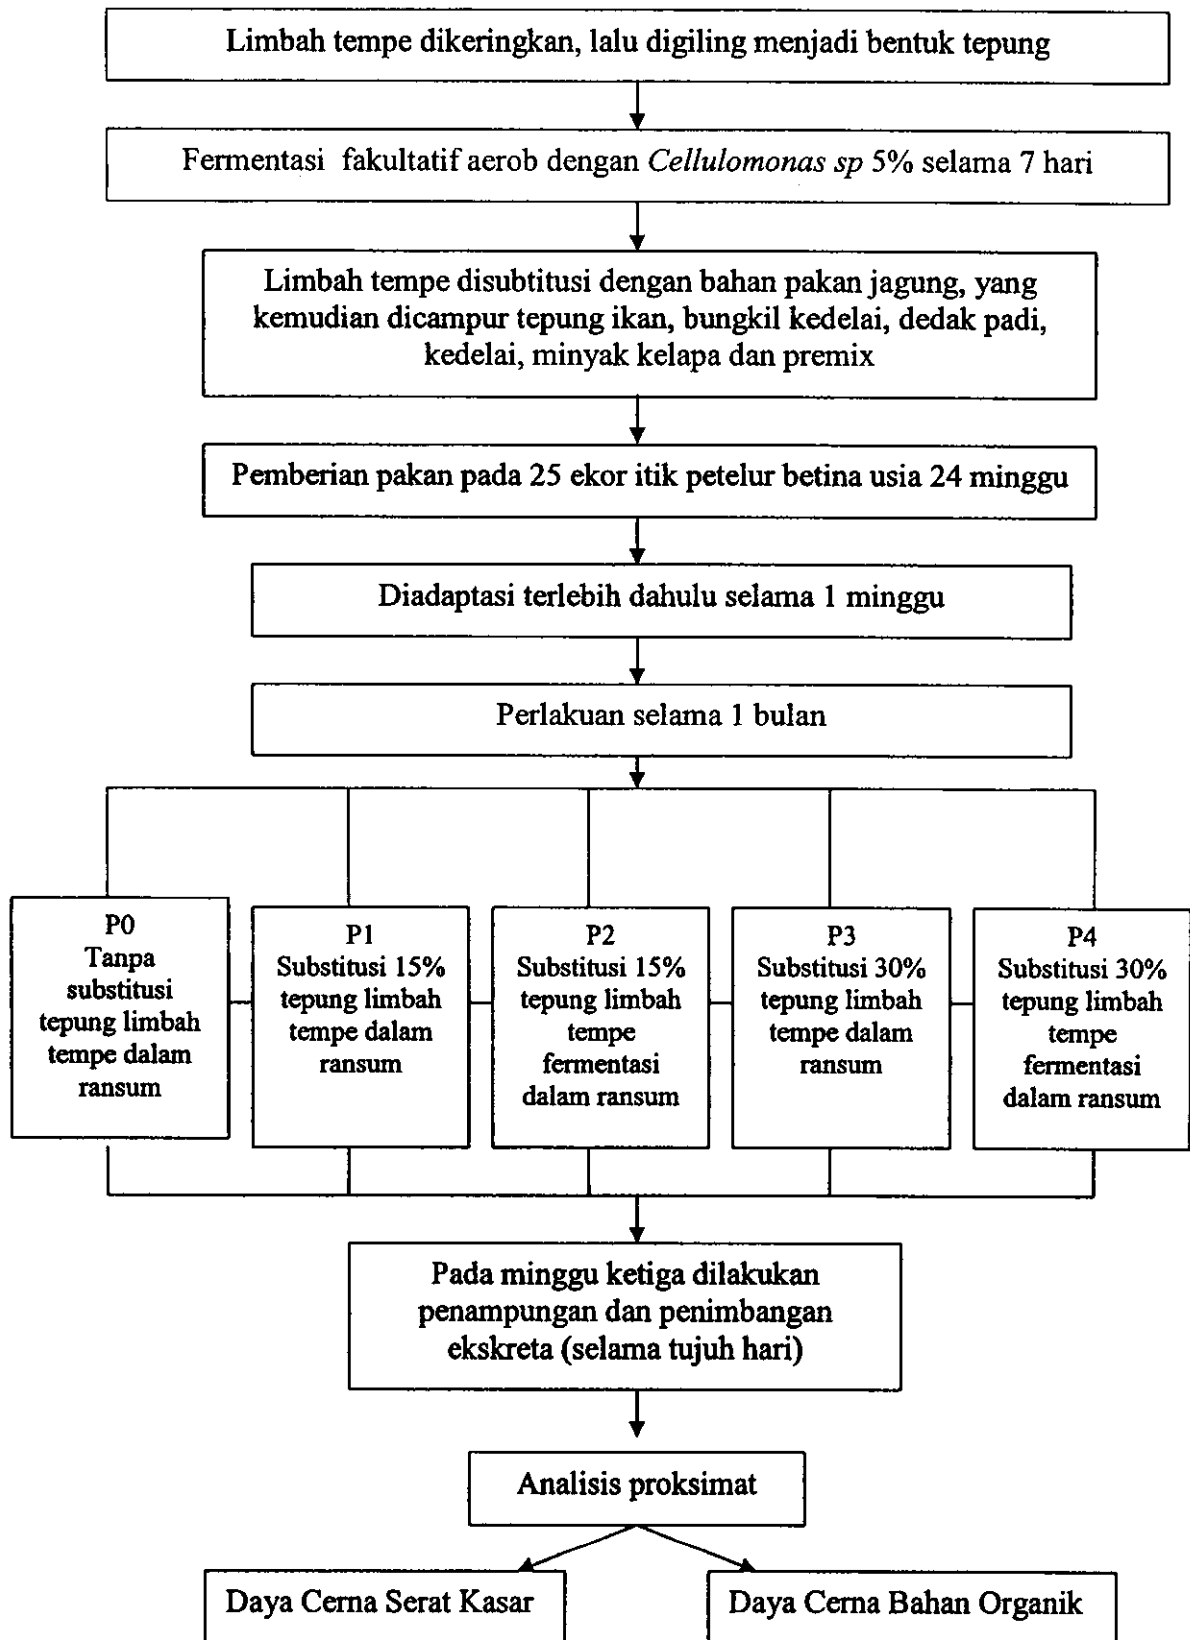 Limbah tempe dikeringkan, lalu digiling menjadi bentuk tepung
Fermentasi fakultatif aerob dengan Cellulomonas sp 5% selama 7 hari
Limbah tempe disubtitusi dengan bahan pakan jagung, yang
kemudian dicampur tepung ikan, bungkil kedelai, dedak padi,
kedelai, minyak kelapa dan premix
Pemberian pakan pada 25 ekor itik petelur betina usia 24 minggu
Diadaptasi terlebih dahulu selama 1 minggu
Perlakuan selama 1 bulan
P0
Tanpa
substitusi
tepung limbah
tempe dalam
ransum
P1
Substitusi 15%
tepung limbah
tempe dalam
ransum
P2
Substitusi 15%
tepung limbah
tempe
fermentasi
dalam ransum
P3
Substitusi 30%
tepung limbah
tempe dalam
ransum
P4
Substitusi 30%
tepung limbah
tempe
fermentasi
dalam ransum
Pada minggu ketiga dilakukan
penampungan dan penimbangan
ekskreta (selama tujuh hari)
Analisis proksimat
Daya Cerna Serat Kasar
Daya Cerna Bahan Organik